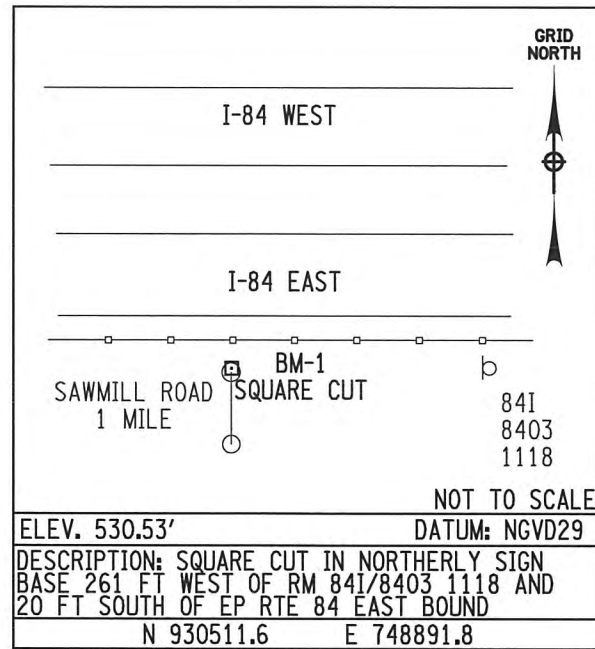 GRID
NORTH
I-84 WEST
I-84 EAST
BM-1
SQUARE CUT
SAWMILL ROAD
1 MILE
84I
8403
1118
NOT TO SCALE
ELEV. 530.53' DATUM: NGVD29
DESCRIPTION: SQUARE CUT IN NORTHERLY SIGN
BASE 261 FT WEST OF RM 84I/8403 1118 AND
20 FT SOUTH OF EP RTE 84 EAST BOUND
N 930511.6 E 748891.8